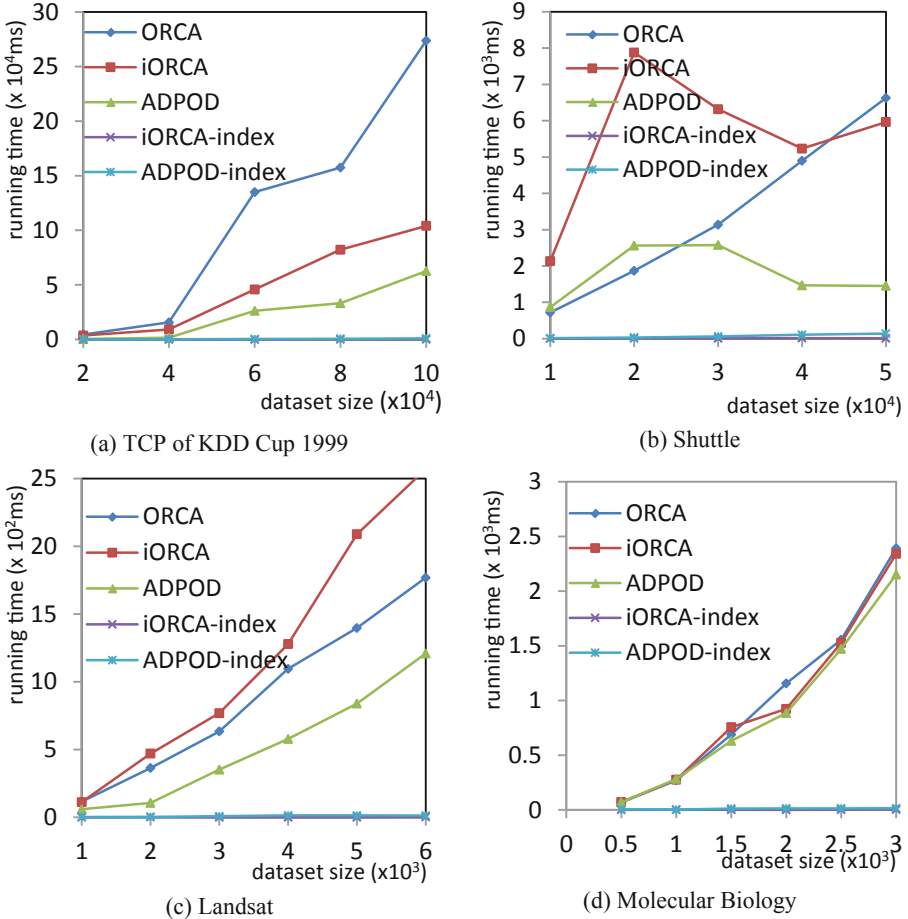 30
25
20
15
10
5
0
running time (x 10⁴ms)
ORCA
iORCA
ADPOD
iORCA-index
ADPOD-index
2 4 6 8 10
dataset size (x10⁴)
(a) TCP of KDD Cup 1999
9
8
7
6
5
4
3
2
1
0
running time (x 10³ms)
ORCA
iORCA
ADPOD
iORCA-index
ADPOD-index
1 2 3 4 5
dataset size (x10⁴)
(b) Shuttle
25
20
15
10
5
0
running time (x 10²ms)
ORCA
iORCA
ADPOD
iORCA-index
ADPOD-index
1 2 3 4 5 6
dataset size (x10³)
(c) Landsat
3
2.5
2
1.5
1
0.5
0
running time (x 10³ms)
ORCA
iORCA
ADPOD
iORCA-index
ADPOD-index
0 0.5 1 1.5 2 2.5 3
dataset size (x10³)
(d) Molecular Biology